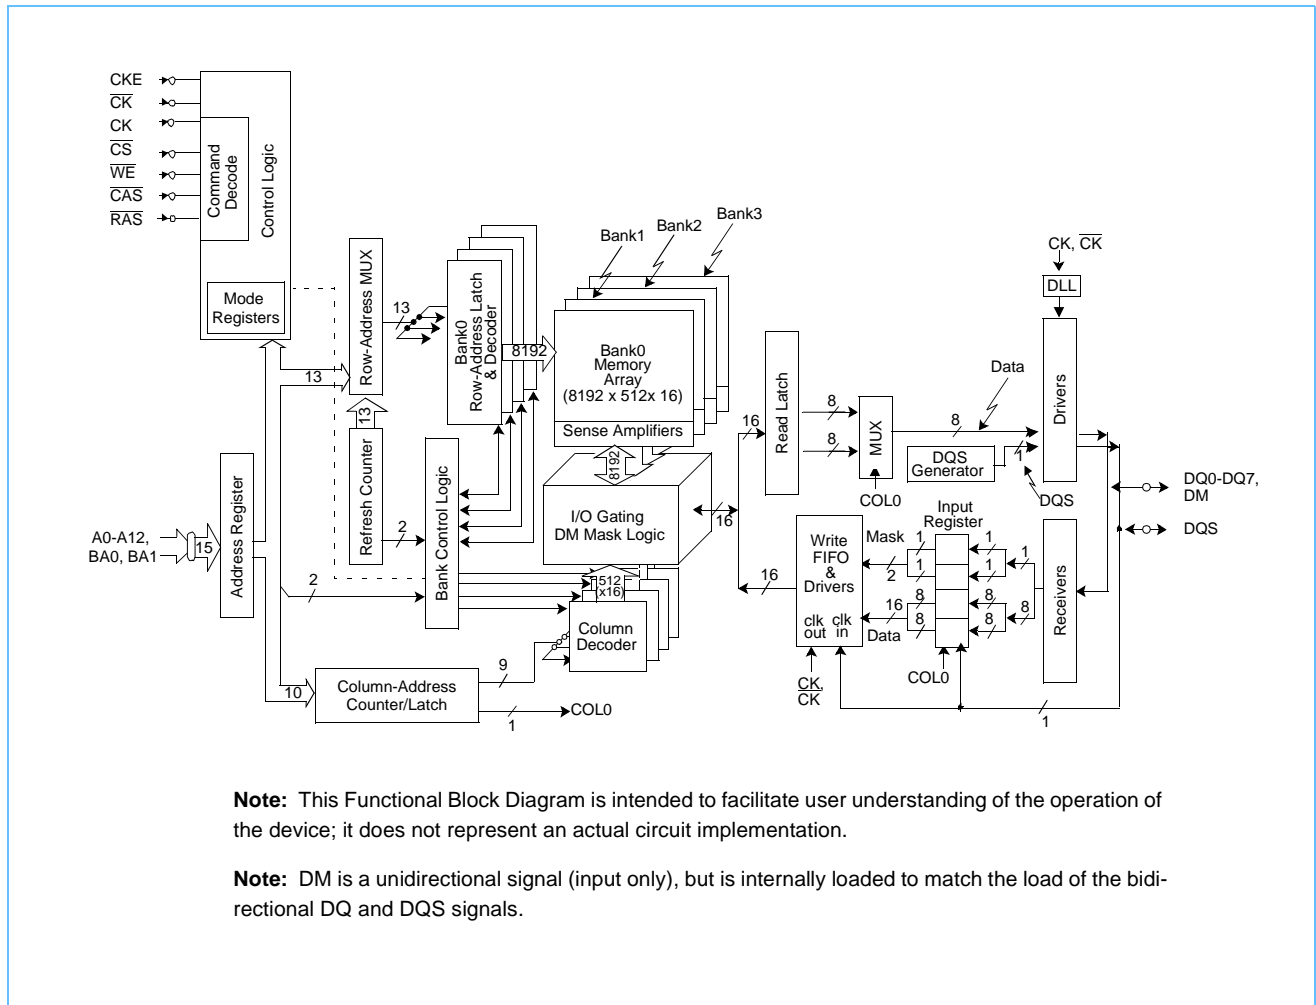 CKE
CK
CK
CS
WE
CAS
RAS
Command
Decode
Control Logic
Mode
Registers
Row-Address MUX
13
13
13
Refresh Counter
2
Bank Control Logic
2
Address Register
A0-A12,
BA0, BA1
15
10
Column-Address
Counter/Latch
9
1
COL0
Bank0
Row-Address Latch
& Decoder
8192
Bank1
Bank2
Bank3
Bank0
Memory
Array
(8192 x 512x 16)
Sense Amplifiers
8192
I/O Gating
DM Mask Logic
16
512
(x16)
Column
Decoder
16
Read Latch
8
8
MUX
COL0
8
Data
DQS
Generator
1
DQS
CK, CK
DLL
Drivers
DQ0-DQ7,
DM
DQS
16
Write
FIFO
&
Drivers
clk
out
clk
in
CK,
CK
Mask
2
16
Data
Input
Register
1
1
8
8
1
1
8
8
1
8
COL0
Receivers
1
Note: This Functional Block Diagram is intended to facilitate user understanding of the operation of
the device; it does not represent an actual circuit implementation.
Note: DM is a unidirectional signal (input only), but is internally loaded to match the load of the bidi-
rectional DQ and DQS signals.